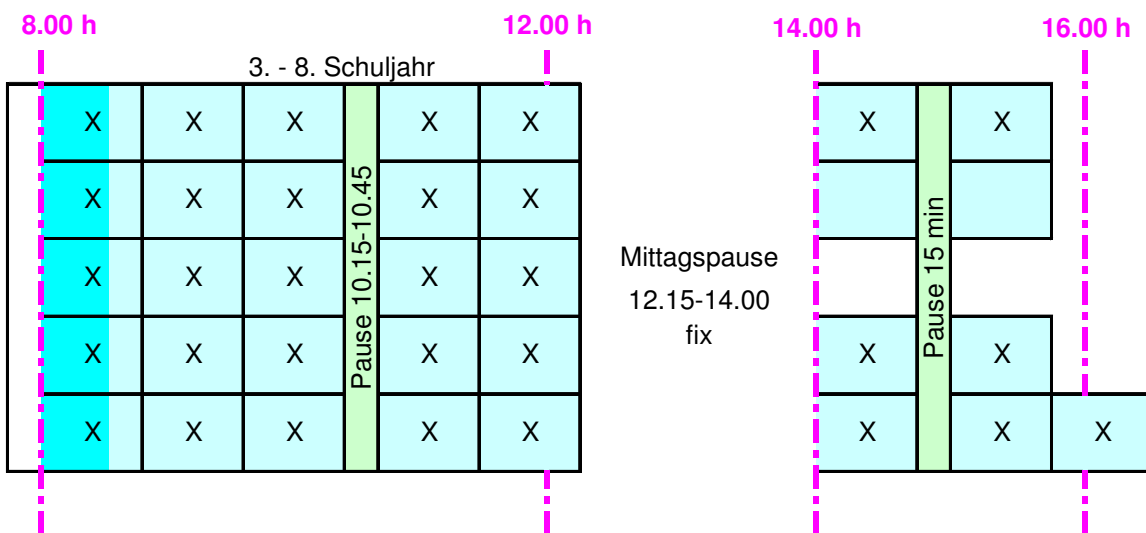 8.00 h 12.00 h 14.00 h 16.00 h
3. - 8. Schuljahr
X X X X X X X
X X X X X
X X X X X
X X X X X X X
X X X X X X X X
Pause 10.15-10.45
Mittagspause
12.15-14.00
fix
Pause 15 min